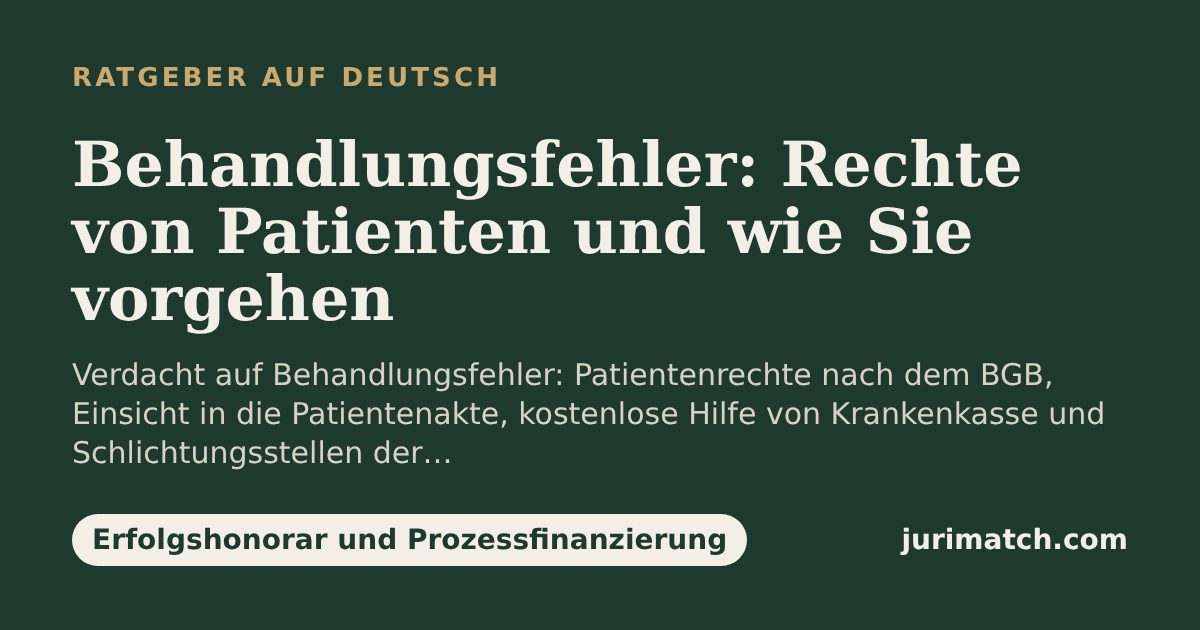 RATGEBER AUF DEUTSCH
Behandlungsfehler: Rechte
von Patienten und wie Sie
vorgehen
Verdacht auf Behandlungsfehler: Patientenrechte nach dem BGB,
Einsicht in die Patientenakte, kostenlose Hilfe von Krankenkasse und
Schlichtungsstellen der…
Erfolgshonorar und Prozessfinanzierung
jurimatch.com